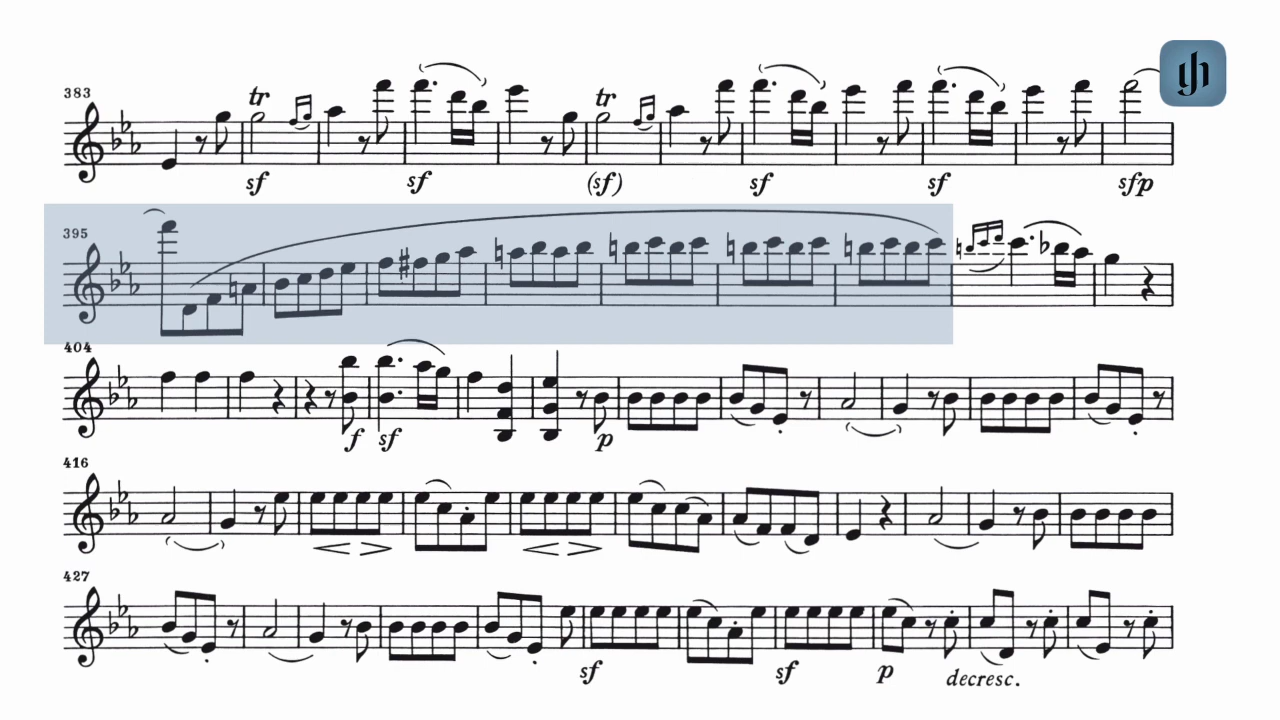 383
tr tr
sf sf (sf) sf sf sfp
395
404
f sf p
416
427
sf sf p decresc.